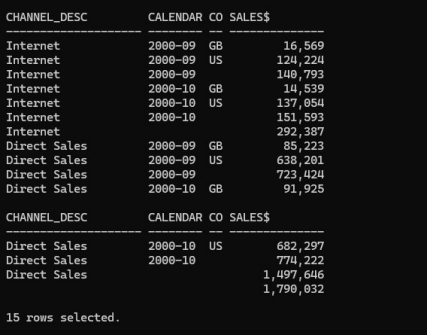 CHANNEL_DESC         CALENDAR CO SALES$
-------------------- -------- -- --------------
Internet             2000-09  GB         16,569
Internet             2000-09  US        124,224
Internet             2000-09            140,793
Internet             2000-10  GB         14,539
Internet             2000-10  US        137,054
Internet             2000-10            151,593
Internet                                292,387
Direct Sales         2000-09  GB         85,223
Direct Sales         2000-09  US        638,201
Direct Sales         2000-09            723,424
Direct Sales         2000-10  GB         91,925
CHANNEL_DESC         CALENDAR CO SALES$
-------------------- -------- -- --------------
Direct Sales         2000-10  US        682,297
Direct Sales         2000-10            774,222
Direct Sales                          1,497,646
                                      1,790,032
15 rows selected.